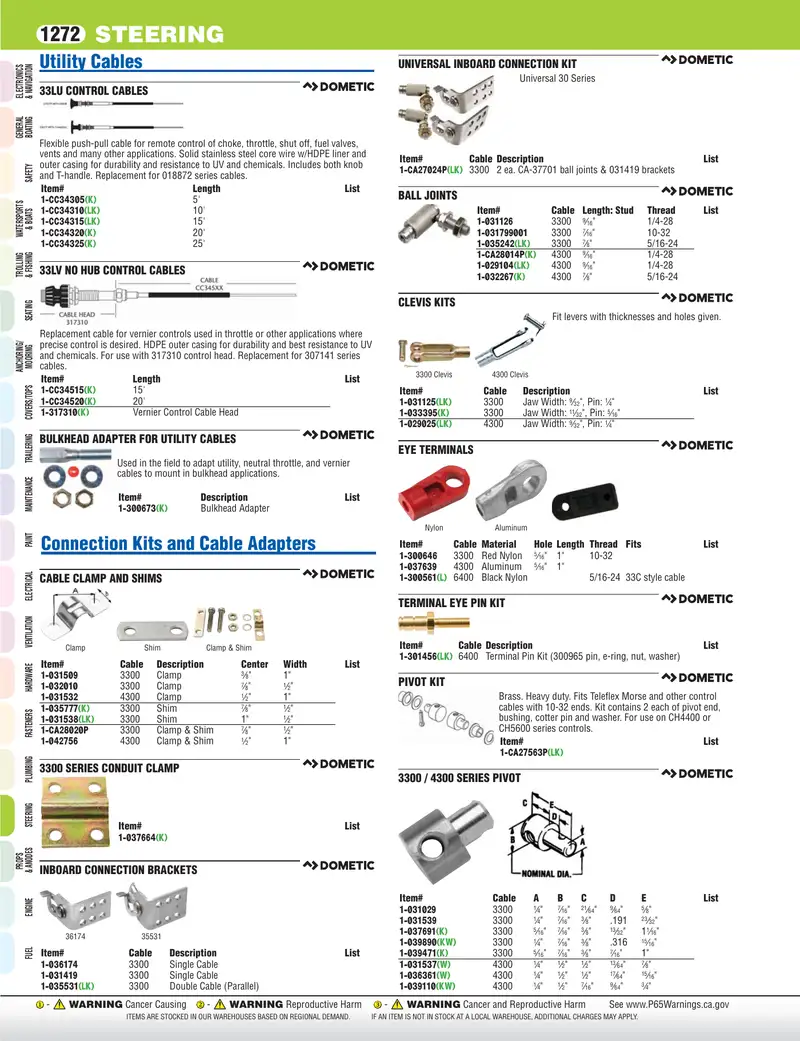 1272 STEERING
ELECTRONICS & NAVIGATION
GENERAL BOATING
SAFETY
WATERSPORTS & BOATS
TROLLING & FISHING
SEATING
ANCHORING/ MOORING
COVERS/TOPS
TRAILERING
MAINTENANCE
PAINT
ELECTRICAL
VENTILATION
HARDWARE
FASTENERS
PLUMBING
STEERING
PROPS & ANODES
ENGINE
FUEL
Utility Cables
33LU CONTROL CABLES DOMETIC
Flexible push-pull cable for remote control of choke, throttle, shut off, fuel valves,
vents and many other applications. Solid stainless steel core wire w/HDPE liner and
outer casing for durability and resistance to UV and chemicals. Includes both knob
and T-handle. Replacement for 018872 series cables.
Item# Length List
1-CC34305(K) 5'
1-CC34310(LK) 10'
1-CC34315(LK) 15'
1-CC34320(K) 20'
1-CC34325(K) 25'
33LV NO HUB CONTROL CABLES DOMETIC
CABLE
CC345XX
CABLE HEAD
317310
Replacement cable for vernier controls used in throttle or other applications where
precise control is desired. HDPE outer casing for durability and best resistance to UV
and chemicals. For use with 317310 control head. Replacement for 307141 series
cables.
Item# Length List
1-CC34515(K) 15'
1-CC34520(K) 20'
1-317310(K) Vernier Control Cable Head
BULKHEAD ADAPTER FOR UTILITY CABLES DOMETIC
Used in the field to adapt utility, neutral throttle, and vernier
cables to mount in bulkhead applications.
Item# Description List
1-300673(K) Bulkhead Adapter
Connection Kits and Cable Adapters
CABLE CLAMP AND SHIMS DOMETIC
A
Clamp Shim Clamp & Shim
Item# Cable Description Center Width List
1-031509 3300 Clamp ⅝" 1"
1-032010 3300 Clamp ⅞" ½"
1-031532 4300 Clamp ½" 1"
1-035777(K) 3300 Shim ⅞" ½"
1-031538(LK) 3300 Shim 1" ½"
1-CA28020P 3300 Clamp & Shim ⅞" ½"
1-042756 4300 Clamp & Shim ½" 1"
3300 SERIES CONDUIT CLAMP DOMETIC
Item# List
1-037664(K)
INBOARD CONNECTION BRACKETS DOMETIC
36174 35531
Item# Cable Description List
1-036174 3300 Single Cable
1-031419 3300 Single Cable
1-035531(LK) 3300 Double Cable (Parallel)
UNIVERSAL INBOARD CONNECTION KIT DOMETIC
Universal 30 Series
Item# Cable Description List
1-CA27024P(LK) 3300 2 ea. CA-37701 ball joints & 031419 brackets
BALL JOINTS DOMETIC
Item# Cable Length: Stud Thread List
1-031126 3300 9/16" 1/4-28
1-031799001 3300 7/16" 10-32
1-035242(LK) 3300 ⅞" 5/16-24
1-CA28014P(K) 4300 9/16" 1/4-28
1-029104(LK) 4300 9/16" 1/4-28
1-032267(K) 4300 ⅞" 5/16-24
CLEVIS KITS DOMETIC
Fit levers with thicknesses and holes given.
3300 Clevis 4300 Clevis
Item# Cable Description List
1-031125(LK) 3300 Jaw Width: 9/32", Pin: ¼"
1-033395(K) 3300 Jaw Width: 11/32", Pin: 5/16"
1-029025(LK) 4300 Jaw Width: 9/32", Pin: ¼"
EYE TERMINALS DOMETIC
Nylon Aluminum
Item# Cable Material Hole Length Thread Fits List
1-300646 3300 Red Nylon 5/16" 1" 10-32
1-037639 4300 Aluminum 5/16" 1"
1-300561(L) 6400 Black Nylon 5/16-24 33C style cable
TERMINAL EYE PIN KIT DOMETIC
Item# Cable Description List
1-301456(LK) 6400 Terminal Pin Kit (300965 pin, e-ring, nut, washer)
PIVOT KIT DOMETIC
Brass. Heavy duty. Fits Teleflex Morse and other control
cables with 10-32 ends. Kit contains 2 each of pivot end,
bushing, cotter pin and washer. For use on CH4400 or
CH5600 series controls.
Item# List
1-CA27563P(LK)
3300 / 4300 SERIES PIVOT DOMETIC
C E D B A
NOMINAL DIA.
Item# Cable A B C D E List
1-031029 3300 ¼" 7/16" 21/64" 9/64" ⅝"
1-031539 3300 ¼" 7/16" ⅜" .191 23/32"
1-037691(K) 3300 5/16" 7/16" ⅜" 13/32" 1 1/16"
1-039890(KW) 3300 ¼" 7/16" ⅜" .316 15/16"
1-039471(K) 3300 5/16" 7/16" ⅜" 7/16" 1"
1-031537(W) 4300 ¼" ½" ½" 13/64" ⅞"
1-036361(W) 4300 ¼" ½" ½" 17/64" 15/16"
1-039110(KW) 4300 ¼" ½" 7/16" 9/64" ¾"
1 - WARNING Cancer Causing 2 - WARNING Reproductive Harm 3 - WARNING Cancer and Reproductive Harm See www.P65Warnings.ca.gov
ITEMS ARE STOCKED IN OUR WAREHOUSES BASED ON REGIONAL DEMAND. IF AN ITEM IS NOT IN STOCK AT A LOCAL WAREHOUSE, ADDITIONAL CHARGES MAY APPLY.